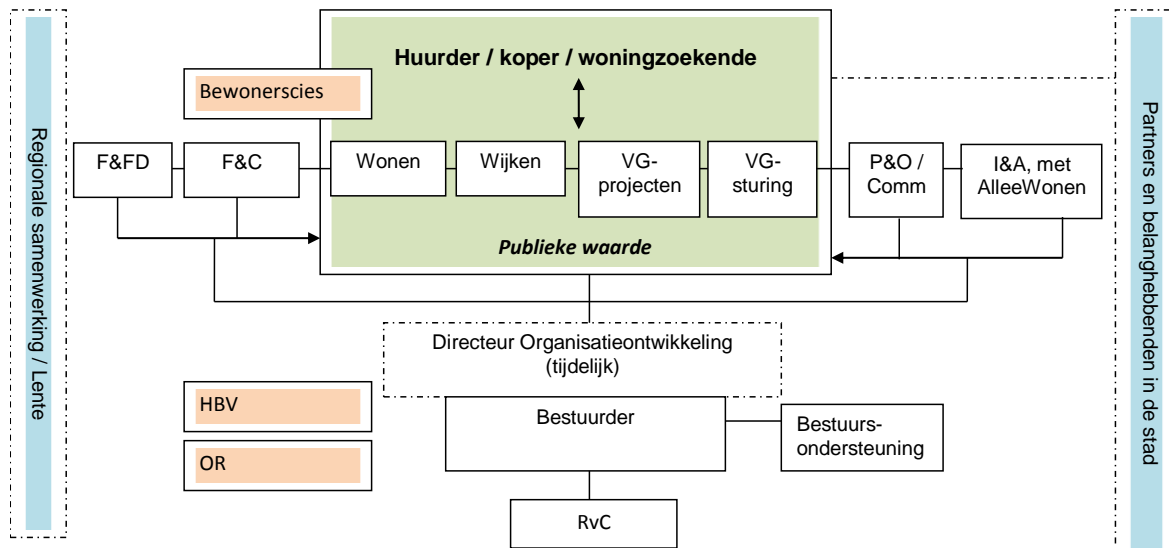 Huurder / koper / woningzoekende
Bewonerscies
Regionale samenwerking / Lente
F&FD
F&C
Wonen
Wijken
VG-
projecten
VG-
sturing
P&O /
Comm
I&A, met
AlleeWonen
Partners en belanghebbenden in de stad
Publieke waarde
Directeur Organisatieontwikkeling
(tijdelijk)
HBV
Bestuurder
Bestuurs-
ondersteuning
OR
RvC